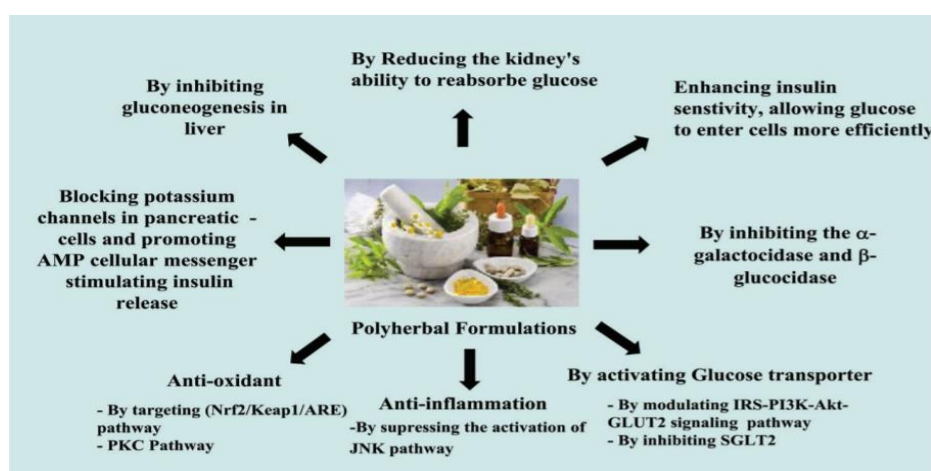 By Reducing the kidney's
ability to reabsorbe glucose
By inhibiting
gluconeogenesis in
liver
Enhancing insulin
senstivity, allowing glucose
to enter cells more efficiently
Blocking potassium
channels in pancreatic -
cells and promoting
AMP cellular messenger
stimulating insulin
release
By inhibiting the α-
galactocidase and β-
glucocidase
Polyherbal Formulations
Anti-oxidant
- By targeting (Nrf2/Keap1/ARE)
pathway
- PKC Pathway
Anti-inflammation
-By supressing the activation of
JNK pathway
By activating Glucose transporter
- By modulating IRS-PI3K-Akt-
GLUT2 signaling pathway
- By inhibiting SGLT2